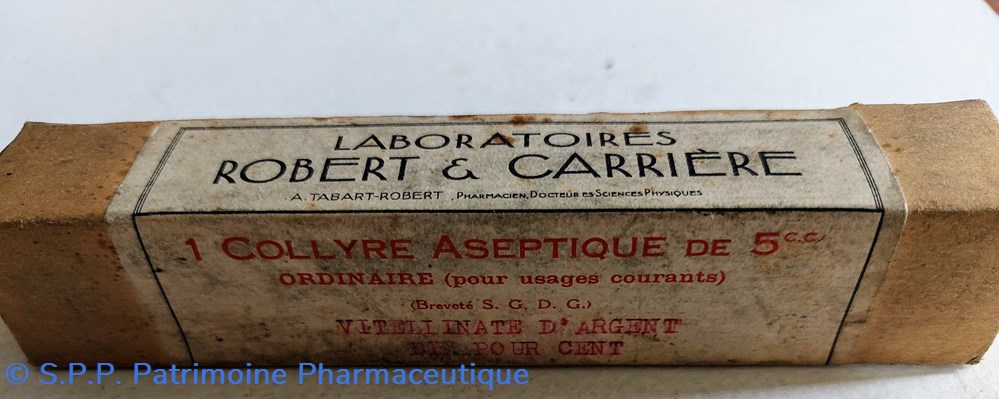 LABORATOIRES
ROBERT & CARRIÈRE
A. TABART-ROBERT, PHARMACIEN, DOCTEUR ES SCIENCES PHYSIQUES
1 COLLYRE ASEPTIQUE DE 5 c.c.
ORDINAIRE (pour usages courants)
(Breveté S. G. D. G.)
VITELLINATE D'ARGENT
DIX POUR CENT
© S.P.P. Patrimoine Pharmaceutique